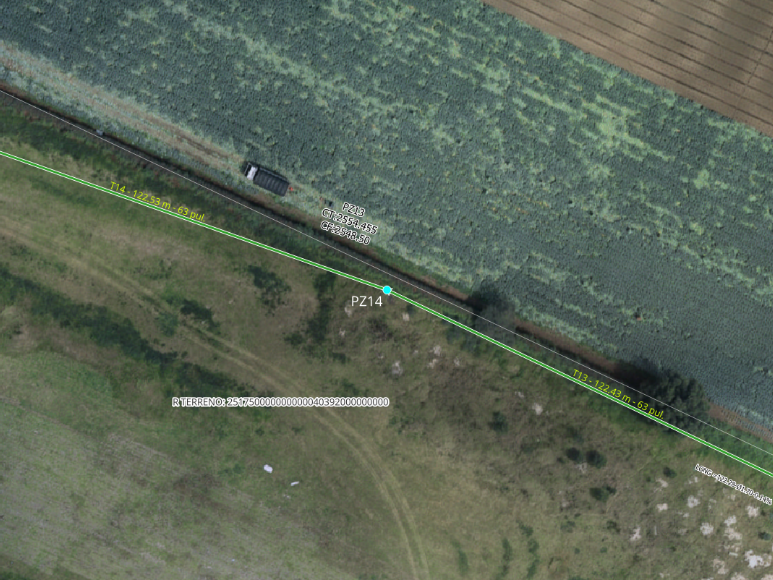 T14 - 122.53 m - 63 pul.
PZ13
CT:2554.455
CF:2548.50
PZ14
T13 - 122.43 m - 63 pul.
R TERRENO: 251750000000000040392000000000